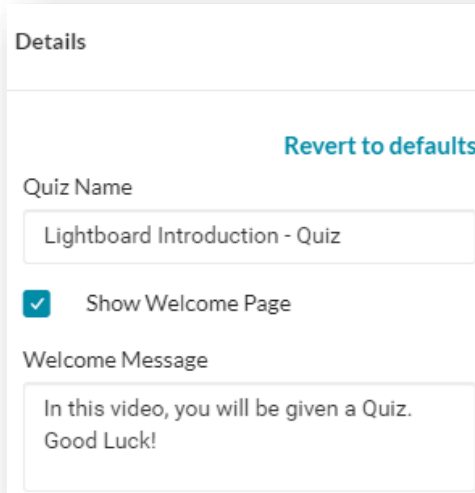 Details
Revert to defaults
Quiz Name
Lightboard Introduction - Quiz
Show Welcome Page
Welcome Message
In this video, you will be given a Quiz.
Good Luck!